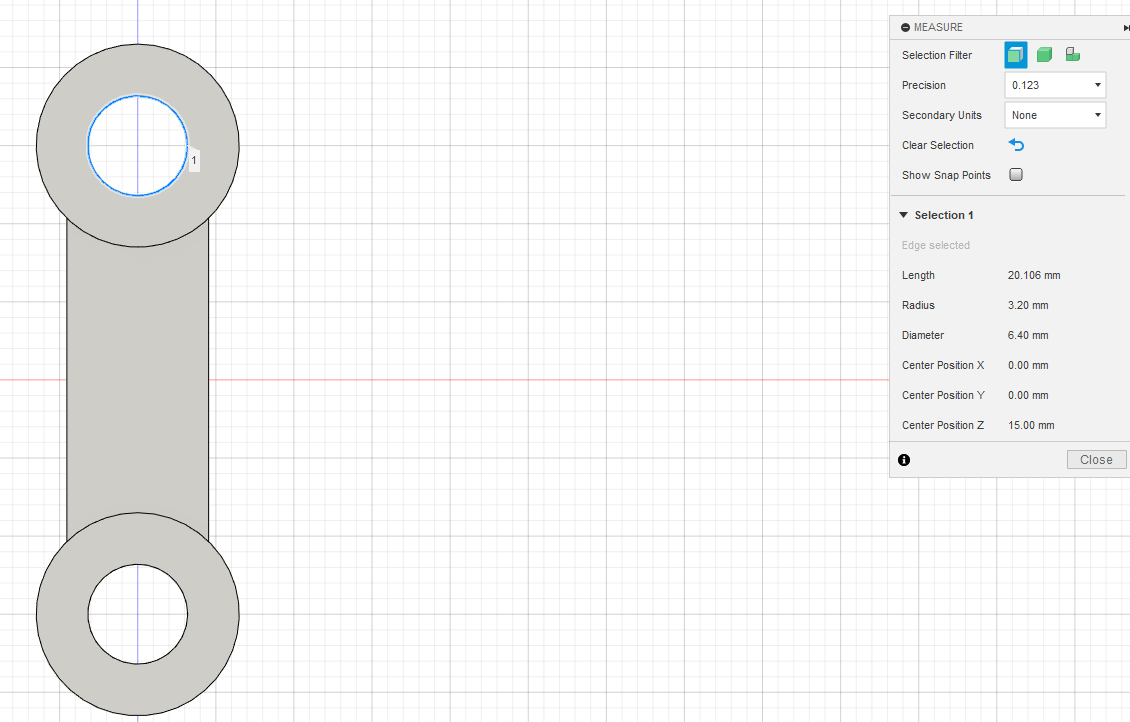 MEASURE
Selection Filter
Precision 0.123
Secondary Units None
Clear Selection
Show Snap Points
1
Selection 1
Edge selected
Length 20.106 mm
Radius 3.20 mm
Diameter 6.40 mm
Center Position X 0.00 mm
Center Position Y 0.00 mm
Center Position Z 15.00 mm
Close